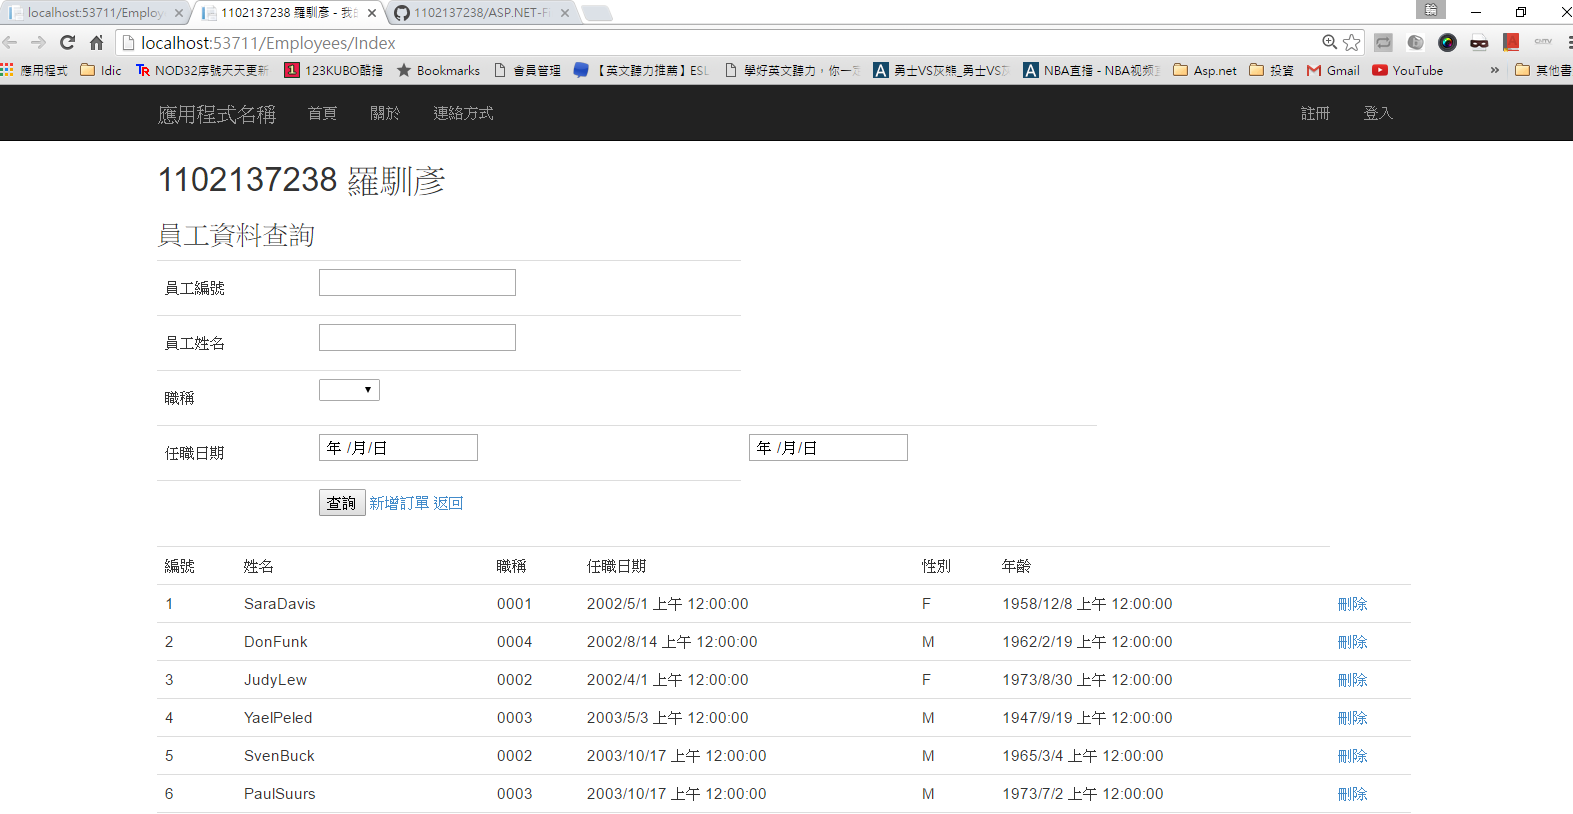 localhost:53711/Employe
1102137238 羅馴彥 - 我的
1102137238/ASP.NET-Fi
localhost:53711/Employees/Index
應用程式 Idic NOD32序號天天更新 123KUBO酷播 Bookmarks 會員管理 【英文聽力推薦】ESL 學好英文聽力，你一定 勇士VS灰熊_勇士VS灰 NBA直播 - NBA视频直 Asp.net 投資 Gmail YouTube » 其他書
應用程式名稱 首頁 關於 連絡方式 註冊 登入
1102137238 羅馴彥
員工資料查詢
員工編號
員工姓名
職稱
任職日期 年 /月/日 年 /月/日
查詢 新增訂單 返回
編號 姓名 職稱 任職日期 性別 年齡
1 SaraDavis 0001 2002/5/1 上午 12:00:00 F 1958/12/8 上午 12:00:00 刪除
2 DonFunk 0004 2002/8/14 上午 12:00:00 M 1962/2/19 上午 12:00:00 刪除
3 JudyLew 0002 2002/4/1 上午 12:00:00 F 1973/8/30 上午 12:00:00 刪除
4 YaelPeled 0003 2003/5/3 上午 12:00:00 M 1947/9/19 上午 12:00:00 刪除
5 SvenBuck 0002 2003/10/17 上午 12:00:00 M 1965/3/4 上午 12:00:00 刪除
6 PaulSuurs 0003 2003/10/17 上午 12:00:00 M 1973/7/2 上午 12:00:00 刪除